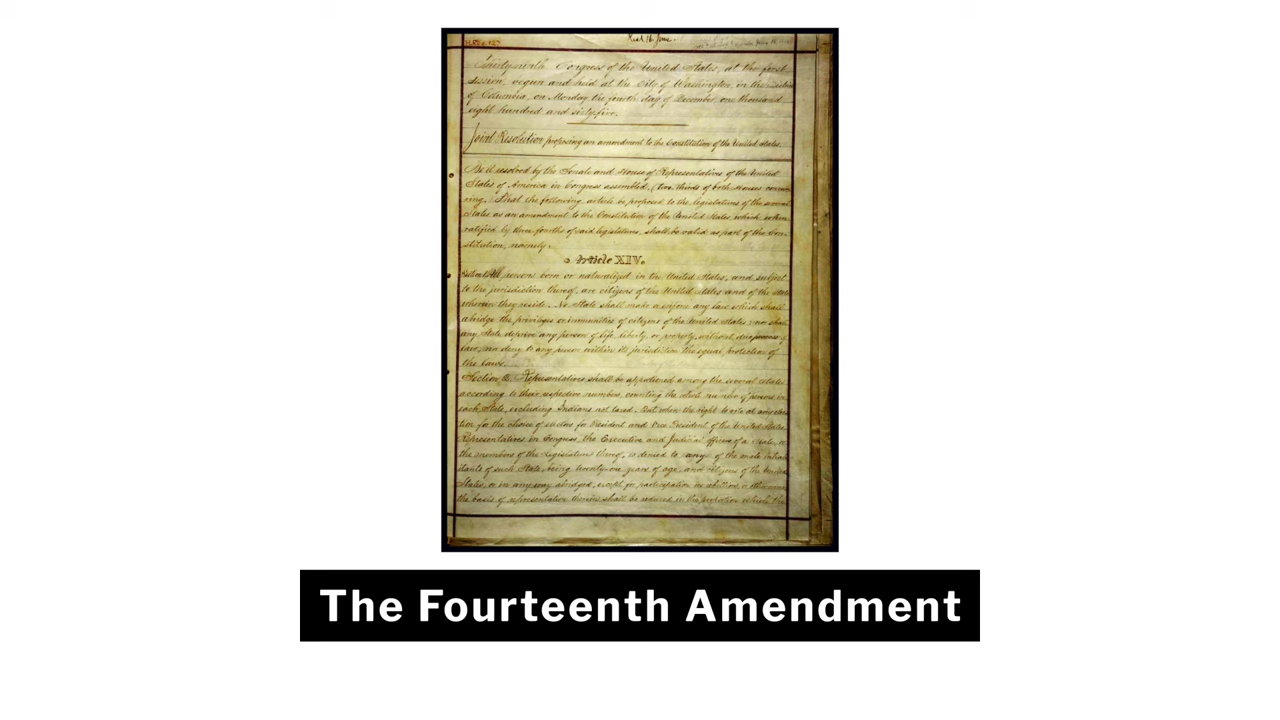 Thirty-ninth Congress of the United States, at the first
session, begun and held at the City of Washington, in the District
of Columbia, on Monday the fourth day of December, one thousand
eight hundred and sixty-five.
Joint Resolution proposing an amendment to the Constitution of the United States.
Be it resolved by the Senate and House of Representatives of the United
States of America in Congress assembled, (two thirds of both Houses concur-
ring,) That the following article be proposed to the legislatures of the several
States as an amendment to the Constitution of the United States, which, when
ratified by three fourths of said legislatures, shall be valid as part of the Con-
stitution, namely:
Article XIV.
All persons born or naturalized in the United States, and subject
to the jurisdiction thereof, are citizens of the United States and of the State
wherein they reside. No State shall make or enforce any law which shall
abridge the privileges or immunities of citizens of the United States; nor shall
any State deprive any person of life, liberty, or property, without due process of
law; nor deny to any person within its jurisdiction the equal protection of
the laws.
Section 2. Representatives shall be apportioned among the several States
according to their respective numbers, counting the whole number of persons in
each State, excluding Indians not taxed. But when the right to vote at any elec-
tion for the choice of electors for President and Vice President of the United States,
Representatives in Congress, the Executive and Judicial officers of a State, or
the members of the Legislature thereof, is denied to any of the male inhabi-
tants of such State, being twenty-one years of age, and citizens of the United
States, or in any way abridged, except for participation in rebellion, or other crime,
the basis of representation therein shall be reduced in the proportion which the
The Fourteenth Amendment